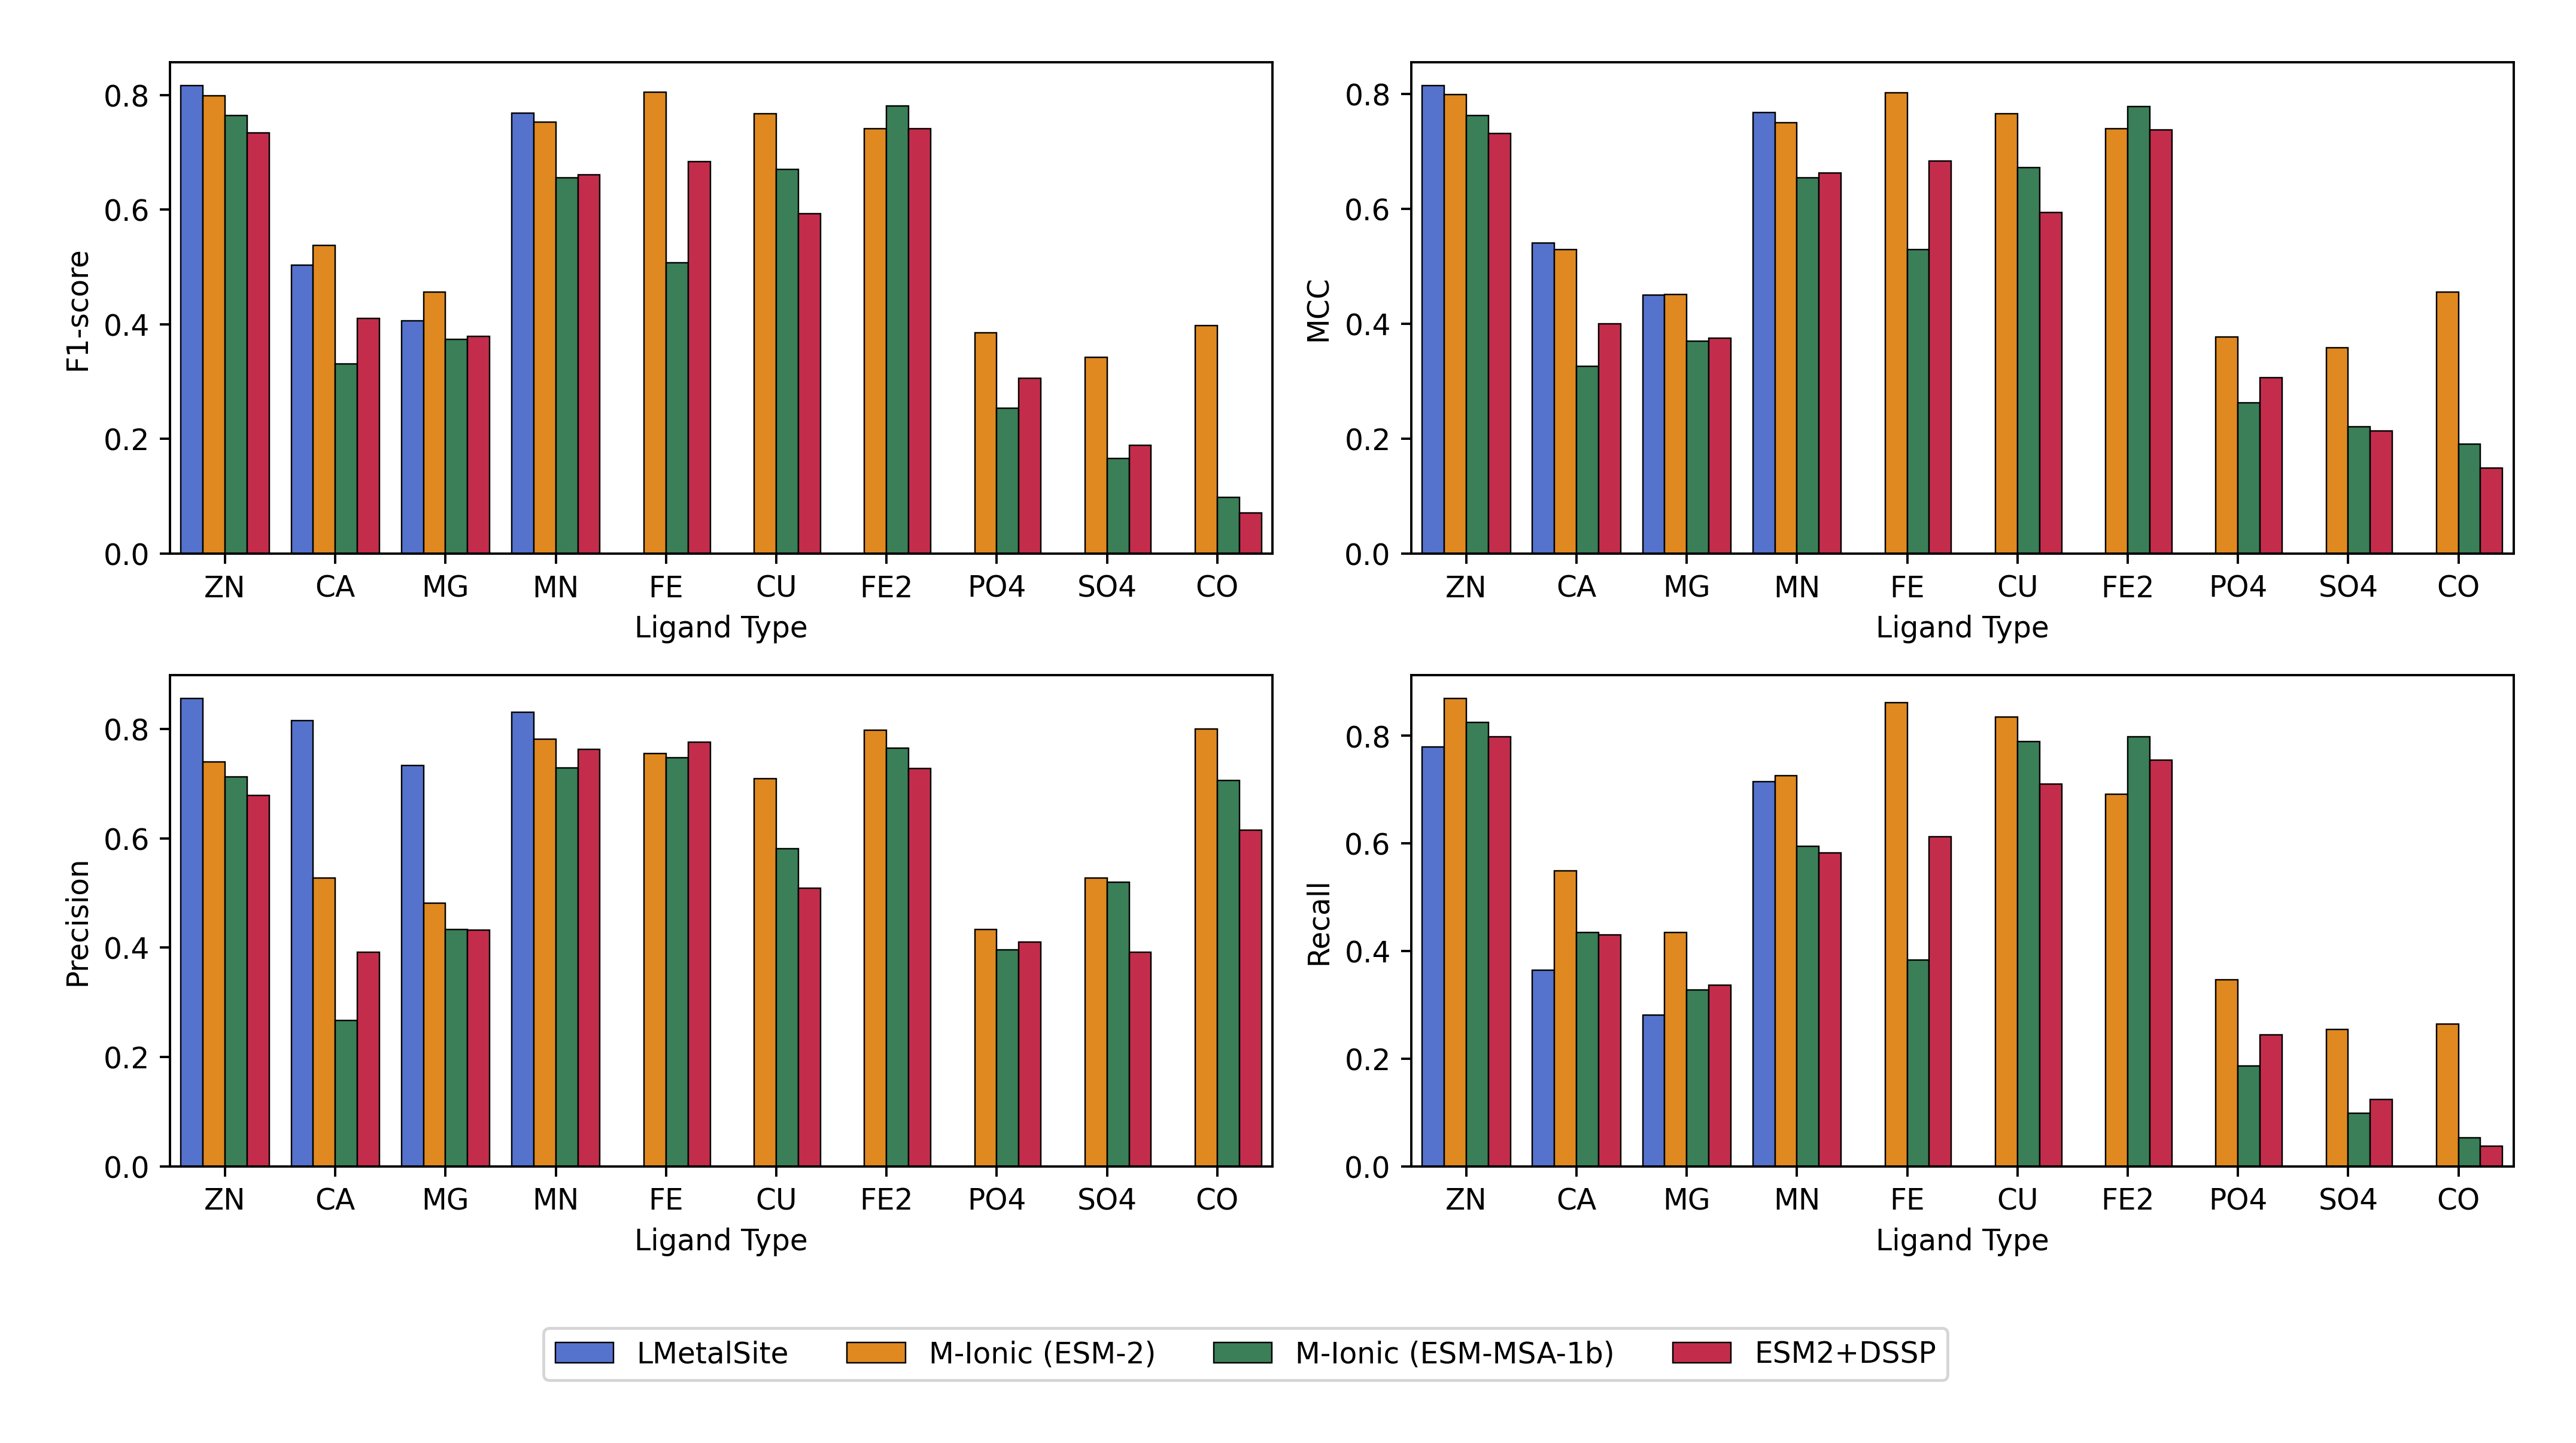 F1-score
0.8
0.6
0.4
0.2
0.0
ZN CA MG MN FE CU FE2 PO4 SO4 CO
Ligand Type
MCC
0.8
0.6
0.4
0.2
0.0
ZN CA MG MN FE CU FE2 PO4 SO4 CO
Ligand Type
Precision
0.8
0.6
0.4
0.2
0.0
ZN CA MG MN FE CU FE2 PO4 SO4 CO
Ligand Type
Recall
0.8
0.6
0.4
0.2
0.0
ZN CA MG MN FE CU FE2 PO4 SO4 CO
Ligand Type
LMetalSite M-Ionic (ESM-2) M-Ionic (ESM-MSA-1b) ESM2+DSSP